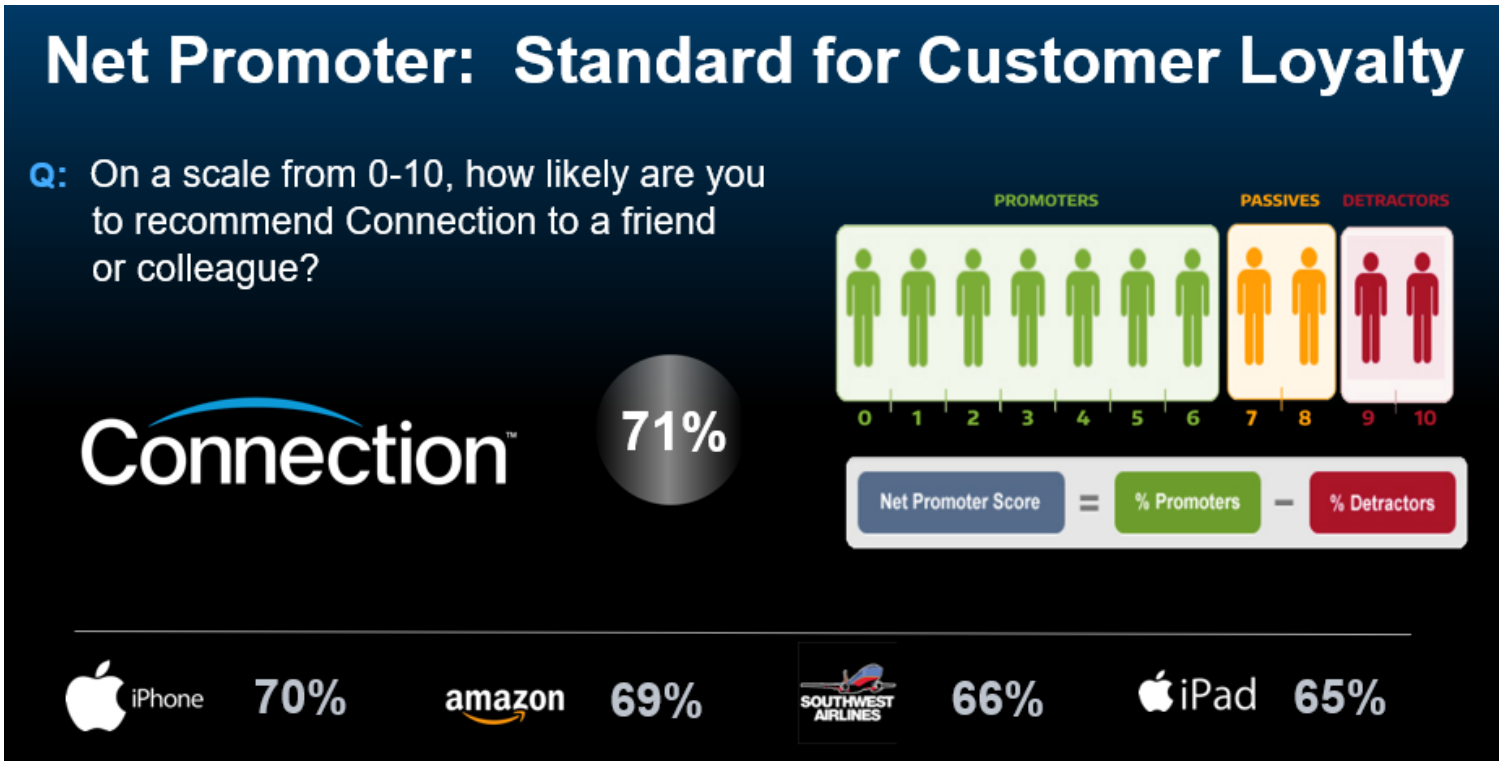 Net Promoter: Standard for Customer Loyalty
Q: On a scale from 0-10, how likely are you
to recommend Connection to a friend
or colleague?
PROMOTERS PASSIVES DETRACTORS
0 1 2 3 4 5 6 7 8 9 10
Connection™
71%
Net Promoter Score = % Promoters – % Detractors
iPhone 70%
amazon 69%
SOUTHWEST
AIRLINES
66%
iPad 65%